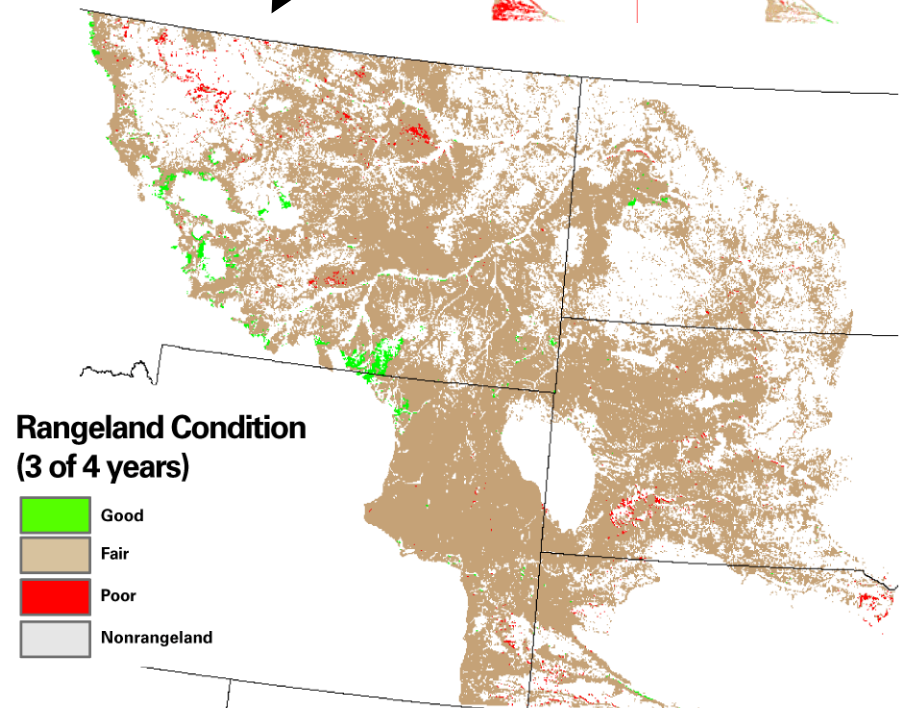 Rangeland Condition
(3 of 4 years)
Good
Fair
Poor
Nonrangeland